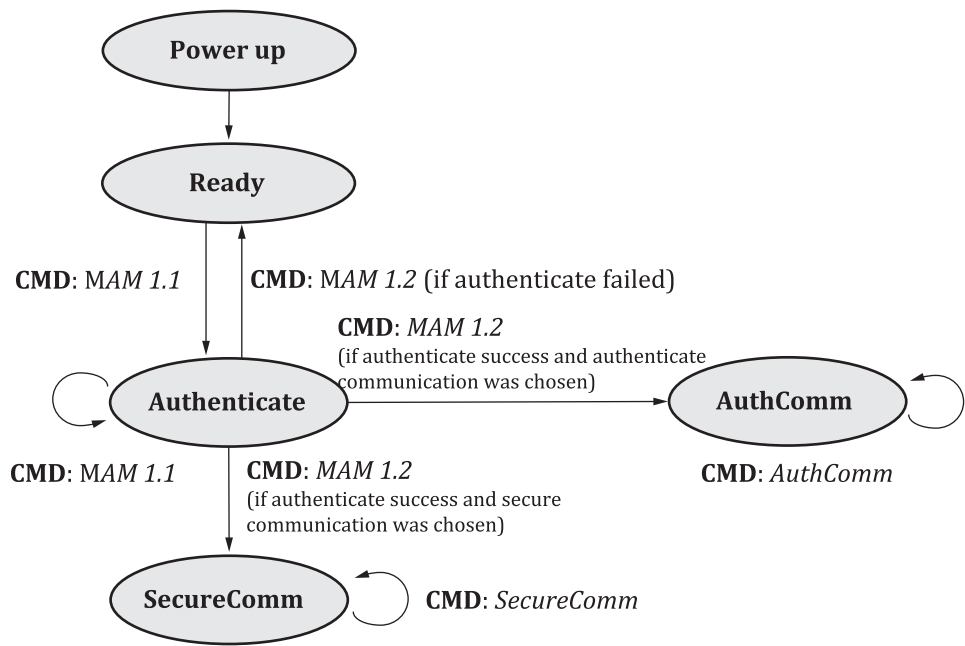 Power up
Ready
CMD: MAM 1.1
CMD: MAM 1.2 (if authenticate failed)
CMD: MAM 1.2
(if authenticate success and authenticate
communication was chosen)
Authenticate
AuthComm
CMD: MAM 1.1
CMD: MAM 1.2
(if authenticate success and secure
communication was chosen)
CMD: AuthComm
SecureComm
CMD: SecureComm